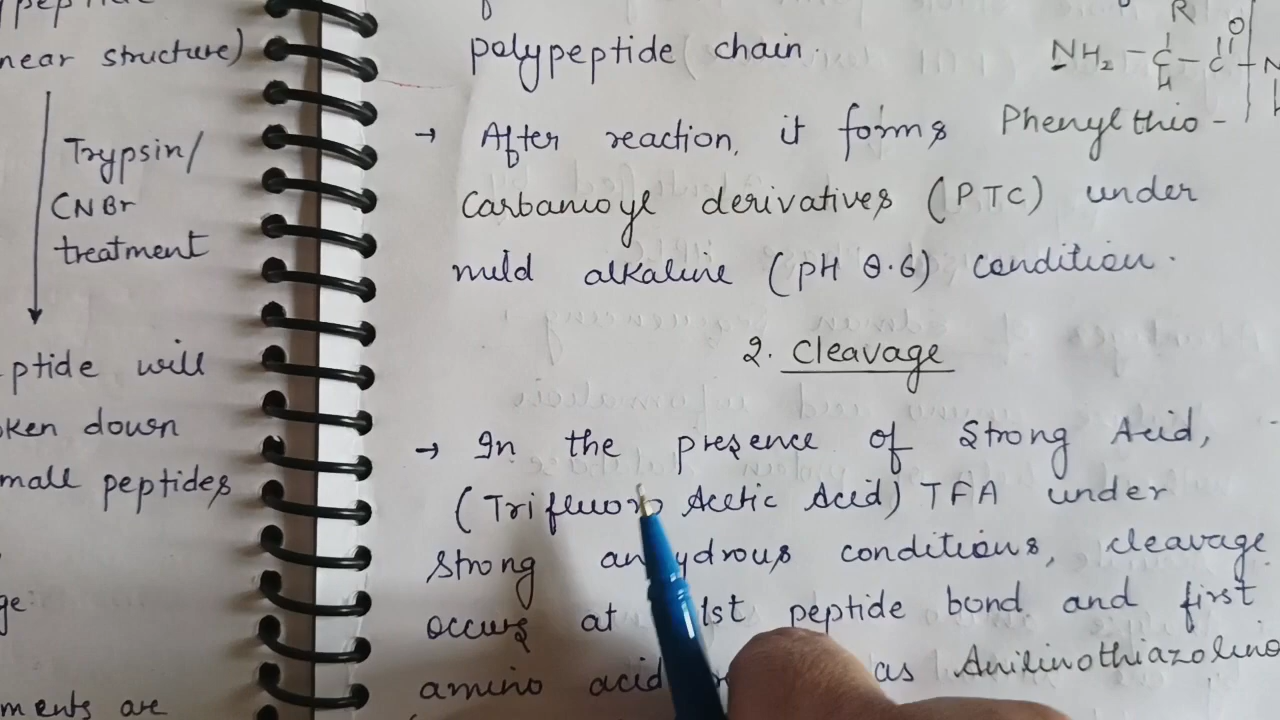 near structure)
Trypsin/
CNBr
treatment
ptide will
ken down
mall peptides
ge
ments are
polypeptide chain.
R
O
NH₂ - C - C - N
H
→ After reaction, it forms Phenylthio -
Carbamoyl derivatives (PTC) under
mild alkaline (pH 8.6) condition.
2. Cleavage
→ In the presence of Strong Acid,
(Trifluoro Acetic Acid) TFA under
strong anhydrous conditions, cleavage
occurs at 1st peptide bond and first
amino acid as Anilinothiazolino